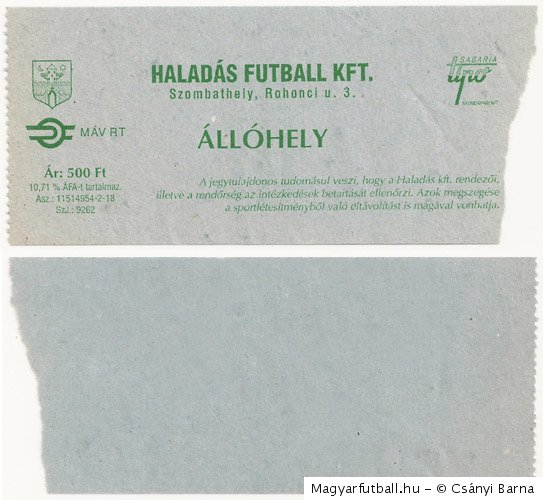 HALADÁS FUTBALL KFT.
Szombathely, Rohonci u. 3.
SABARIA
Typo
MÁV RT
ÁLLÓHELY
Ár: 500 Ft
10,71 % ÁFA-t tartalmaz.
Asz.: 11514954-2-18
SzJ.: 9262
A jegytulajdonos tudomásul veszi, hogy a Haladás kft. rendezői,
illetve a rendőrség az intézkedések betartását ellenőrzi. Azok megszegése
a sportlétesítményből való eltávolítást is magával vonhatja.
Magyarfutball.hu – © Csányi Barna